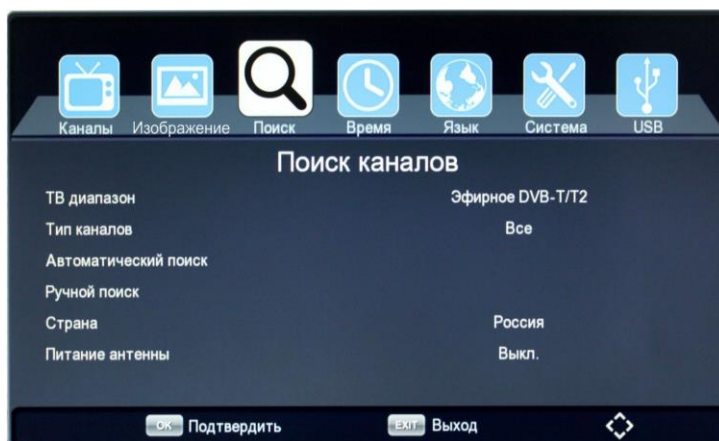 Каналы Изображение Поиск Время Язык Система USB
Поиск каналов
ТВ диапазон Эфирное DVB-T/T2
Тип каналов Все
Автоматический поиск
Ручной поиск
Страна Россия
Питание антенны Выкл.
OK Подтвердить EXIT Выход